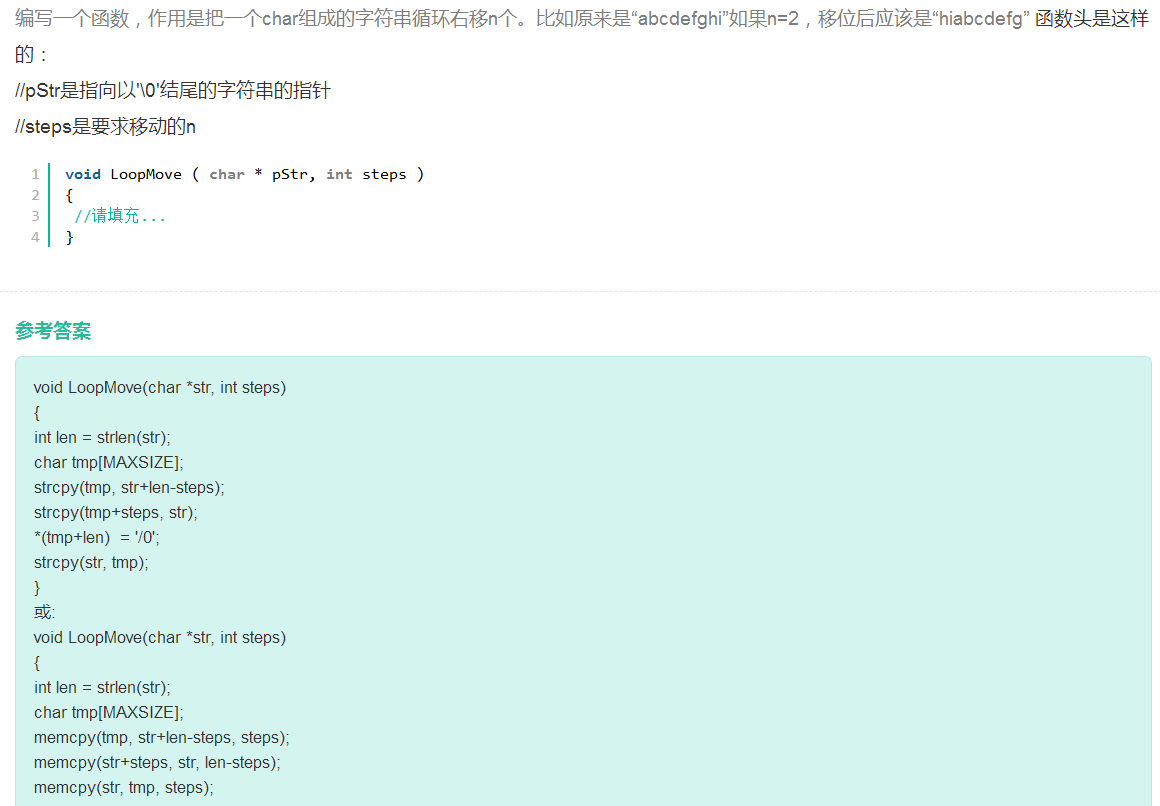 编写一个函数，作用是把一个char组成的字符串循环右移n个。比如原来是“abcdefghi”如果n=2，移位后应该是“hiabcdefg” 函数头是这样
的：
//pStr是指向以'\0'结尾的字符串的指针
//steps是要求移动的n
1 void LoopMove ( char * pStr, int steps )
2 {
3 //请填充...
4 }
参考答案
void LoopMove(char *str, int steps)
{
int len = strlen(str);
char tmp[MAXSIZE];
strcpy(tmp, str+len-steps);
strcpy(tmp+steps, str);
*(tmp+len)  = '/0';
strcpy(str, tmp);
}
或:
void LoopMove(char *str, int steps)
{
int len = strlen(str);
char tmp[MAXSIZE];
memcpy(tmp, str+len-steps, steps);
memcpy(str+steps, str, len-steps);
memcpy(str, tmp, steps);